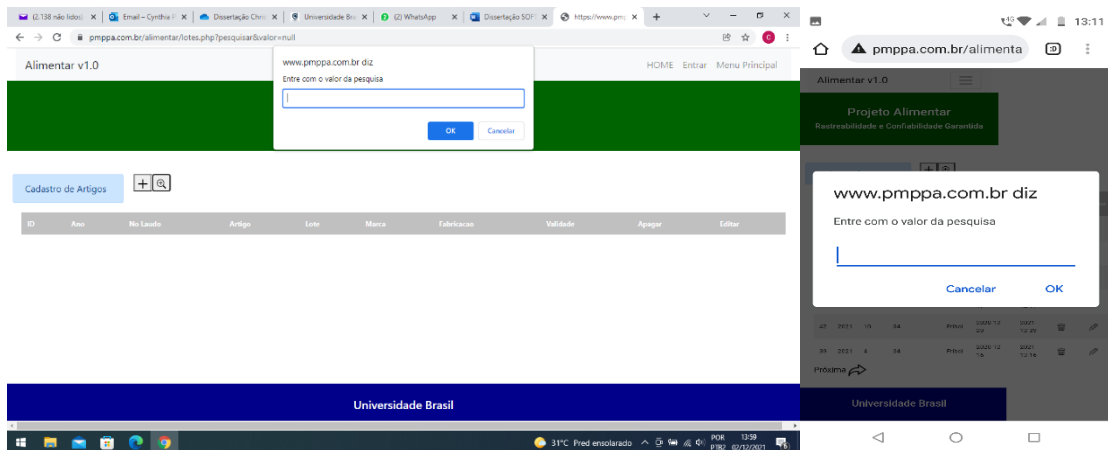 (2.138 não lidos)
Email – Cynthia
Dissertação Chri
Universidade Bra
(2) WhatsApp
Dissertação SOF
https://www.pmp
pmppa.com.br/alimentar/lotes.php?pesquisar&valor=null
Alimentar v1.0
HOME Entrar Menu Principal
www.pmppa.com.br diz
Entre com o valor da pesquisa
OK Cancelar
Cadastro de Artigos
ID Ano No Laudo Artigo Lote Marca Fabricacao Validade Apagar Editar
Universidade Brasil
31°C Pred ensolarado
POR 13:59
PTB2 02/12/2021
4G 13:11
pmppa.com.br/alimenta :D
Alimentar v1.0
Projeto Alimentar
Rastreabilidade e Confiabilidade Garantida
www.pmppa.com.br diz
Entre com o valor da pesquisa
Cancelar OK
2021
2021
Próxima
Universidade Brasil